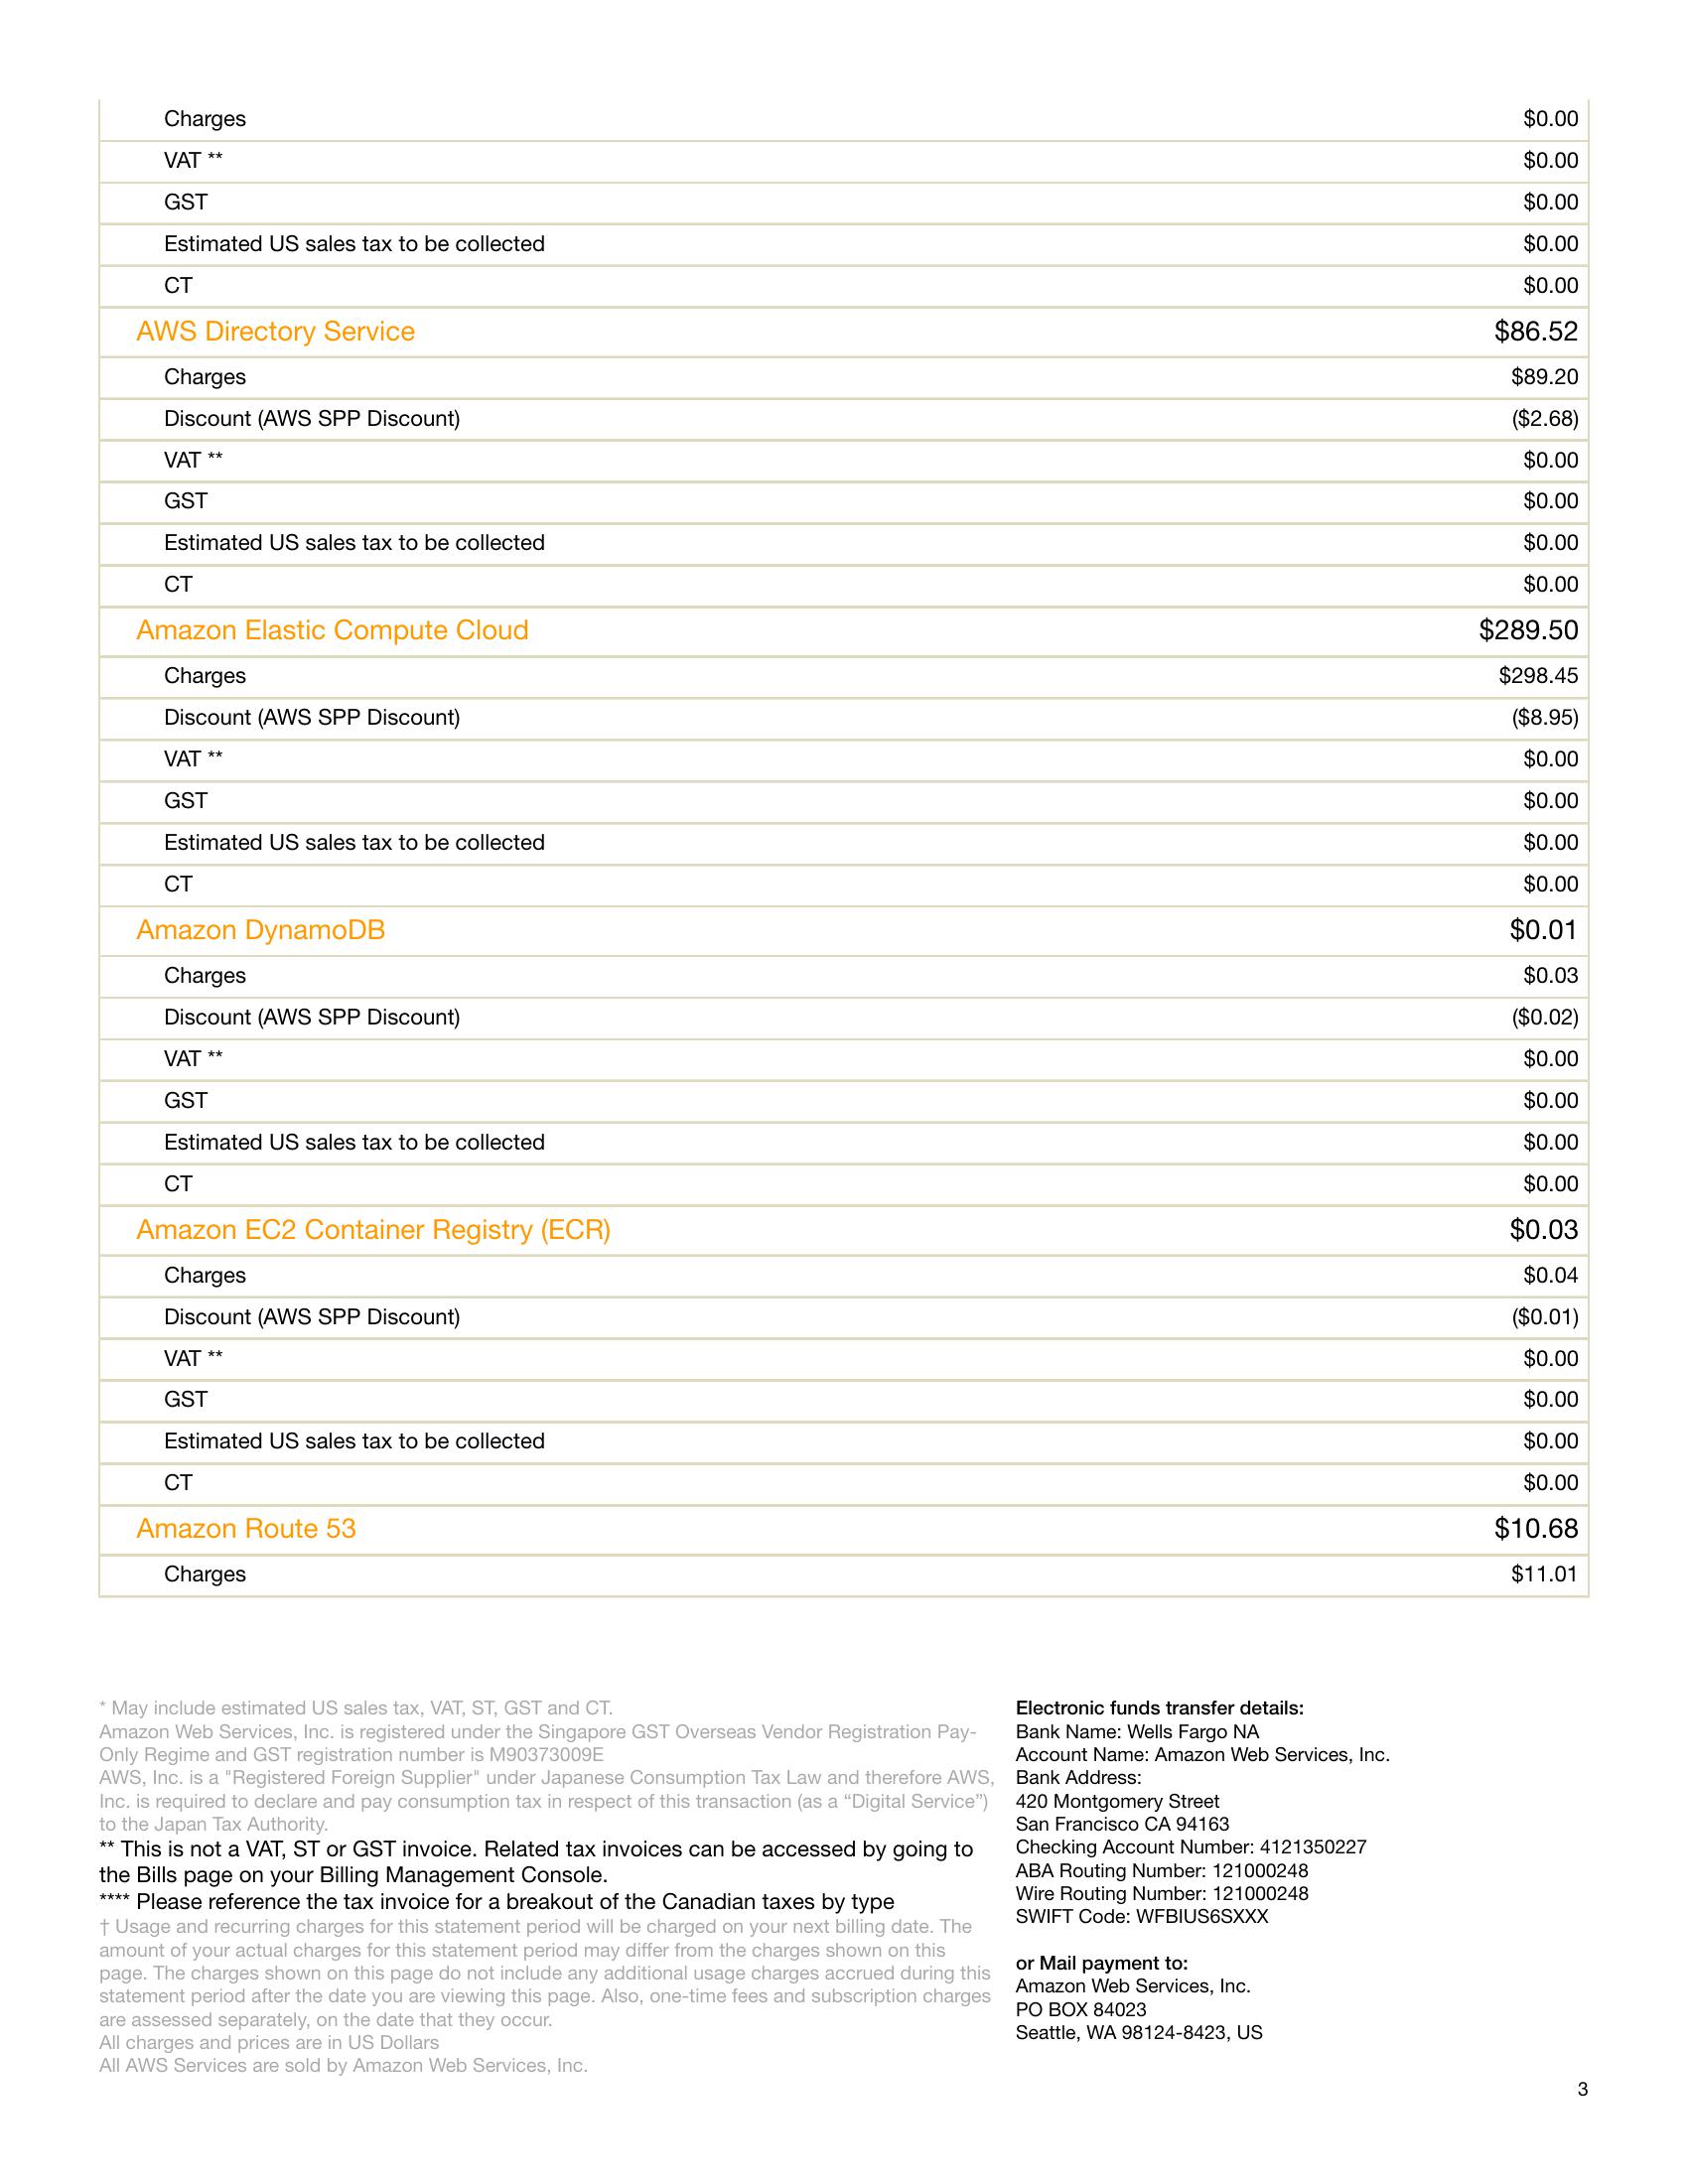 Charges $0.00
VAT ** $0.00
GST $0.00
Estimated US sales tax to be collected $0.00
CT $0.00
AWS Directory Service $86.52
Charges $89.20
Discount (AWS SPP Discount) ($2.68)
VAT ** $0.00
GST $0.00
Estimated US sales tax to be collected $0.00
CT $0.00
Amazon Elastic Compute Cloud $289.50
Charges $298.45
Discount (AWS SPP Discount) ($8.95)
VAT ** $0.00
GST $0.00
Estimated US sales tax to be collected $0.00
CT $0.00
Amazon DynamoDB $0.01
Charges $0.03
Discount (AWS SPP Discount) ($0.02)
VAT ** $0.00
GST $0.00
Estimated US sales tax to be collected $0.00
CT $0.00
Amazon EC2 Container Registry (ECR) $0.03
Charges $0.04
Discount (AWS SPP Discount) ($0.01)
VAT ** $0.00
GST $0.00
Estimated US sales tax to be collected $0.00
CT $0.00
Amazon Route 53 $10.68
Charges $11.01
* May include estimated US sales tax, VAT, ST, GST and CT.
Amazon Web Services, Inc. is registered under the Singapore GST Overseas Vendor Registration Pay-
Only Regime and GST registration number is M90373009E
AWS, Inc. is a "Registered Foreign Supplier" under Japanese Consumption Tax Law and therefore AWS,
Inc. is required to declare and pay consumption tax in respect of this transaction (as a “Digital Service”)
to the Japan Tax Authority.
** This is not a VAT, ST or GST invoice. Related tax invoices can be accessed by going to
the Bills page on your Billing Management Console.
**** Please reference the tax invoice for a breakout of the Canadian taxes by type
† Usage and recurring charges for this statement period will be charged on your next billing date. The
amount of your actual charges for this statement period may differ from the charges shown on this
page. The charges shown on this page do not include any additional usage charges accrued during this
statement period after the date you are viewing this page. Also, one-time fees and subscription charges
are assessed separately, on the date that they occur.
All charges and prices are in US Dollars
All AWS Services are sold by Amazon Web Services, Inc.
Electronic funds transfer details:
Bank Name: Wells Fargo NA
Account Name: Amazon Web Services, Inc.
Bank Address:
420 Montgomery Street
San Francisco CA 94163
Checking Account Number: 4121350227
ABA Routing Number: 121000248
Wire Routing Number: 121000248
SWIFT Code: WFBIUS6SXXX
or Mail payment to:
Amazon Web Services, Inc.
PO BOX 84023
Seattle, WA 98124-8423, US
3